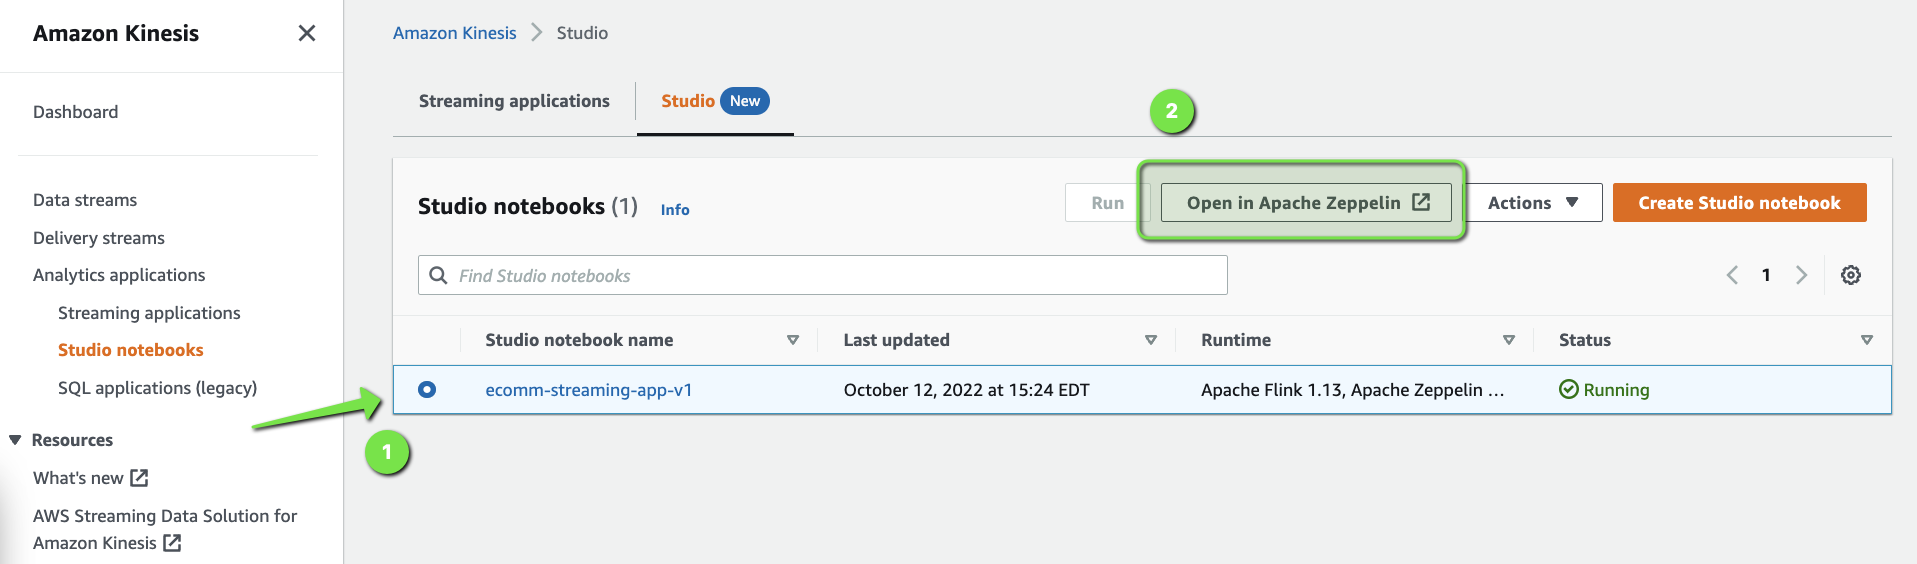 Amazon Kinesis
Dashboard
Data streams
Delivery streams
Analytics applications
Streaming applications
Studio notebooks
SQL applications (legacy)
Resources
What's new
AWS Streaming Data Solution for
Amazon Kinesis
Amazon Kinesis Studio
Streaming applications Studio New
2
Studio notebooks (1) Info Run Open in Apache Zeppelin Actions Create Studio notebook
Find Studio notebooks 1
Studio notebook name Last updated Runtime Status
ecomm-streaming-app-v1 October 12, 2022 at 15:24 EDT Apache Flink 1.13, Apache Zeppelin ... Running
1